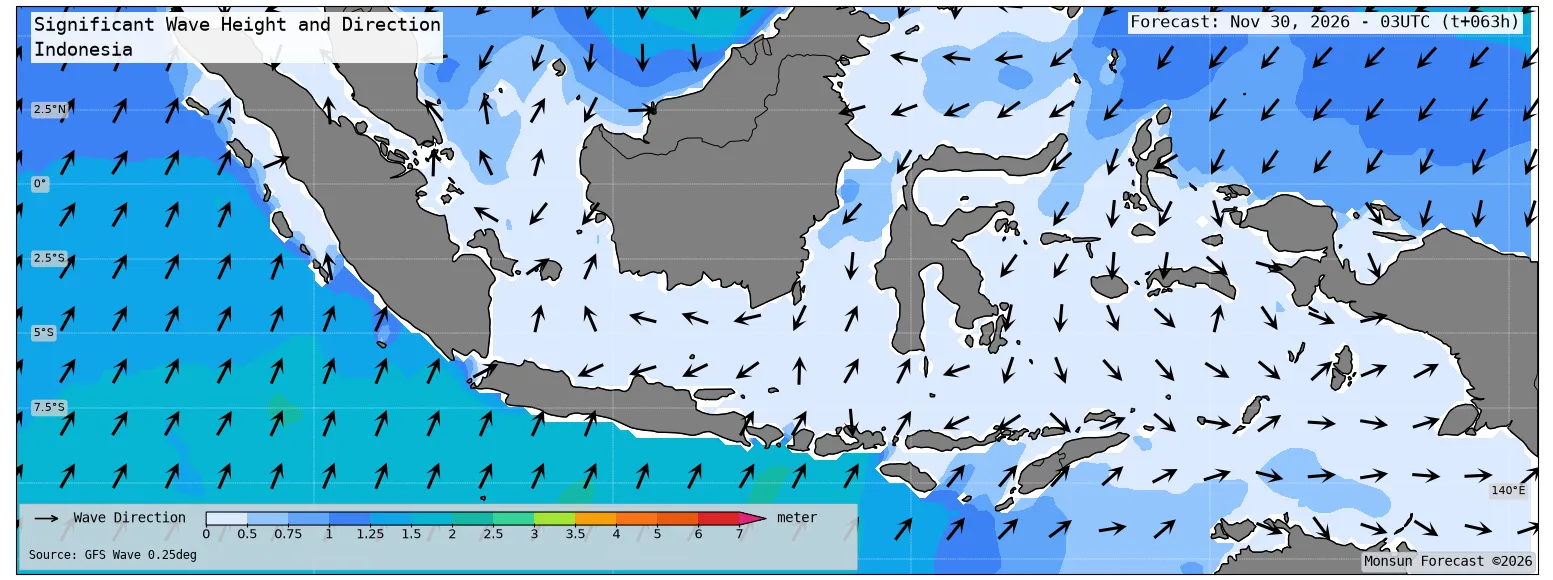 Significant Wave Height and Direction
Indonesia
Forecast: Nov 30, 2026 - 03UTC (t+063h)
2.5°N
0°
2.5°S
5°S
7.5°S
140°E
Wave Direction
0 0.5 0.75 1 1.25 1.5 2 2.5 3 3.5 4 5 6 7
meter
Source: GFS Wave 0.25deg
Monsun Forecast ©2026